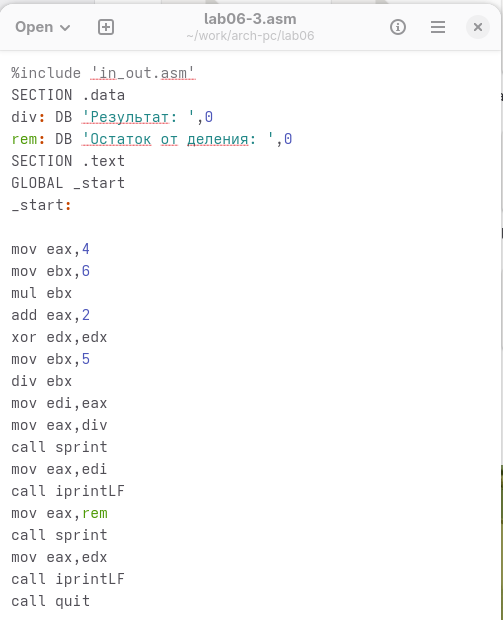 Open
lab06-3.asm
~/work/arch-pc/lab06
%include 'in_out.asm'
SECTION .data
div: DB 'Результат: ',0
rem: DB 'Остаток от деления: ',0
SECTION .text
GLOBAL _start
_start:
mov eax,4
mov ebx,6
mul ebx
add eax,2
xor edx,edx
mov ebx,5
div ebx
mov edi,eax
mov eax,div
call sprint
mov eax,edi
call iprintLF
mov eax,rem
call sprint
mov eax,edx
call iprintLF
call quit